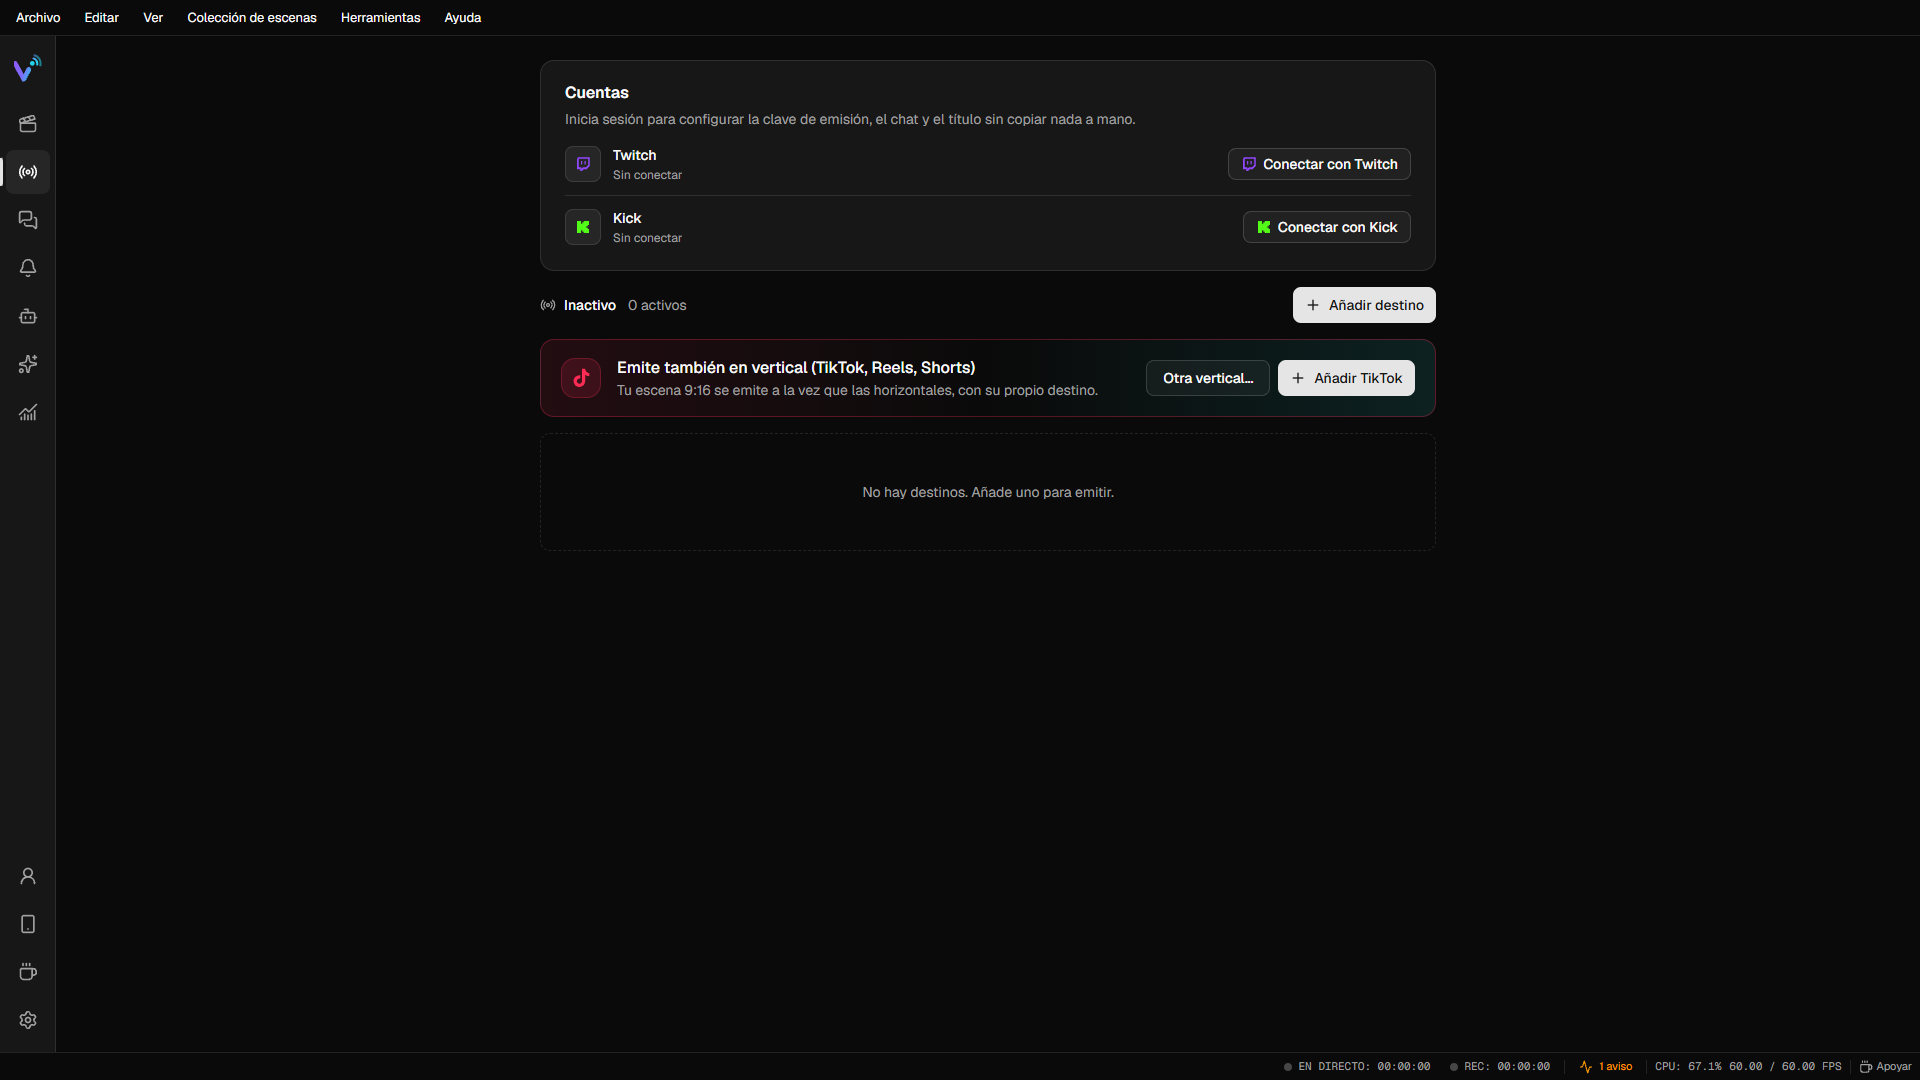 Archivo Editar Ver Colección de escenas Herramientas Ayuda
Cuentas
Inicia sesión para configurar la clave de emisión, el chat y el título sin copiar nada a mano.
Twitch
Sin conectar
Conectar con Twitch
Kick
Sin conectar
Conectar con Kick
Inactivo 0 activos
Añadir destino
Emite también en vertical (TikTok, Reels, Shorts)
Tu escena 9:16 se emite a la vez que las horizontales, con su propio destino.
Otra vertical...
Añadir TikTok
No hay destinos. Añade uno para emitir.
EN DIRECTO: 00:00:00 REC: 00:00:00 1 aviso CPU: 67.1% 60.00 / 60.00 FPS Apoyar